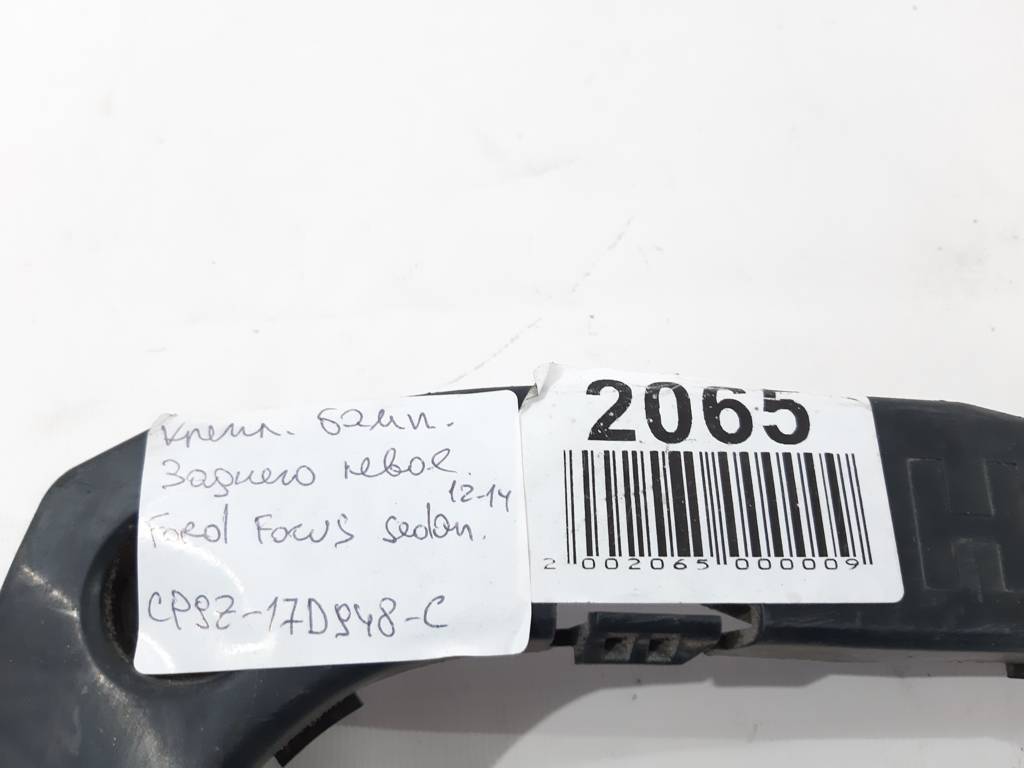 крепл. бамп.
Заднего левое.
12-14
Ford Focus sedan.
CP9Z-17D948-C
2065
2 002065 000009